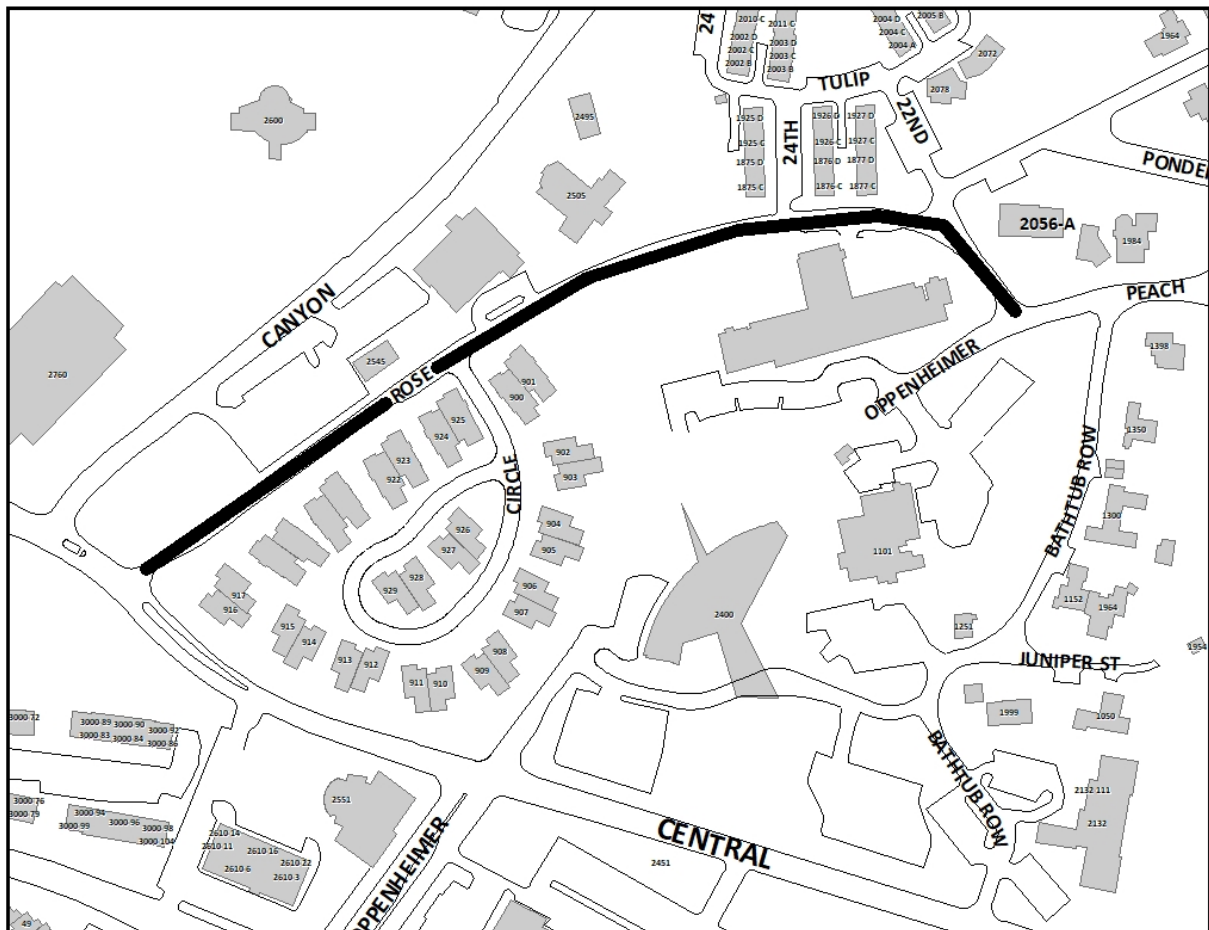 24
2010-C
2002 D
2002 C
2002 B
2011 C
2003 D
2003 C
2003 B
2004 D
2004 C
2004-A
2005 B
1964
2072
2078
TULIP
22ND
24TH
2600
2495
1925 D
1925-C
1875-D
1875-C
1926 D
1926-C
1876-D
1876-C
1927-D
1927 C
1877-D
1877-C
PONDE
2505
2056-A
1984
PEACH
CANYON
2760
2545
ROSE
OPPENHEIMER
1398
1350
BATHTUB ROW
1300
901
900
925
924
923
922
902
903
CIRCLE
904
905
926
927
928
929
906
907
917
916
915
914
913
912
911
910
909
908
1101
2400
1152
1964
1251
1954
JUNIPER ST
1999
1050
BATHTUB ROW
2132-111
2132
3000-72
3000-89
3000-90
3000-92
3000-83
3000-84
3000-86
3000-76
3000-79
3000-94
3000-96
3000-98
3000-99
3000-104
2551
2610-14
2610-11
2610-16
2610-22
2610-6
2610-3
OPPENHEIMER
CENTRAL
2451
49